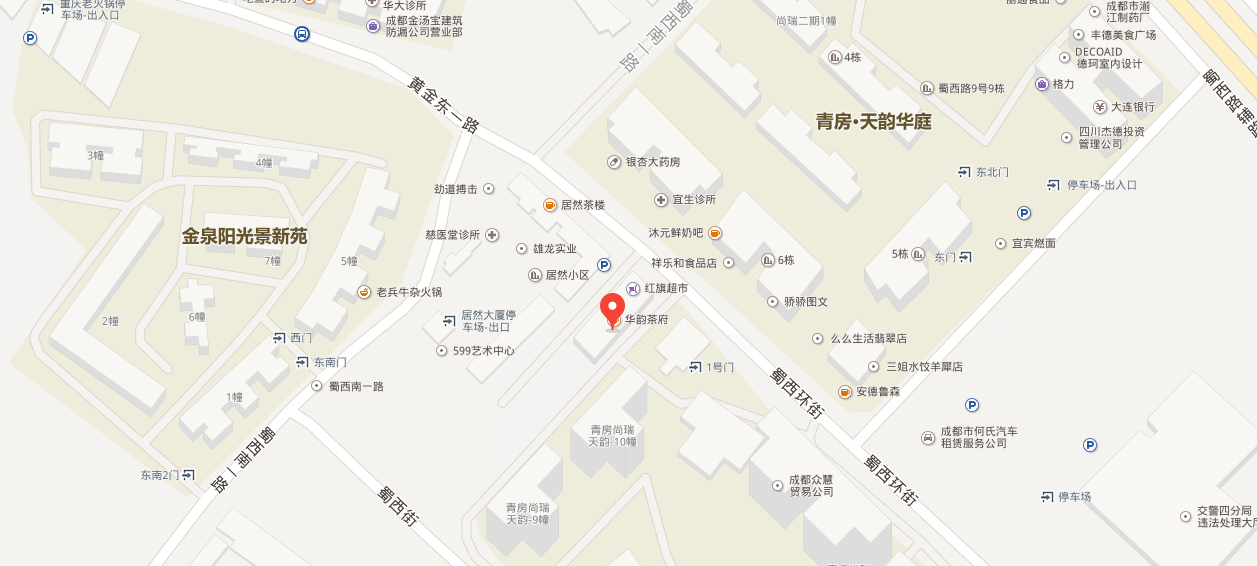 重庆老火锅停
车场-出入口
华大诊所
成都金汤宝建筑
防漏公司营业部
蜀西南一路
尚瑞二期1幢
成都市湔
江制药厂
丰德美食广场
DECOAID
德珂室内设计
4栋
格力
蜀西路9号9栋
大连银行
黄金东一路
青房·天韵华庭
四川杰德投资
管理公司
3幢
4幢
银杏大药房
东北门
停车场-出入口
劲道搏击
居然茶楼
宜生诊所
金泉阳光景新苑
慈医堂诊所
沐元鲜奶吧
雄龙实业
宜宾燃面
7幢
5幢
居然小区
祥乐和食品店
6栋
5栋
东门
老兵牛杂火锅
红旗超市
骄骄图文
6幢
2幢
居然大厦停
车场-出口
华韵茶府
西门
599艺术中心
么么生活翡翠店
东南门
1号门
三姐水饺羊犀店
蜀西南一路
安德鲁森
1幢
蜀西环街
青房尚瑞
天韵-10幢
成都市何氏汽车
租赁服务公司
蜀西南一路
东南2门
蜀西环街
成都众慧
贸易公司
停车场
蜀西街
青房尚瑞
天韵-9幢
交警四分局